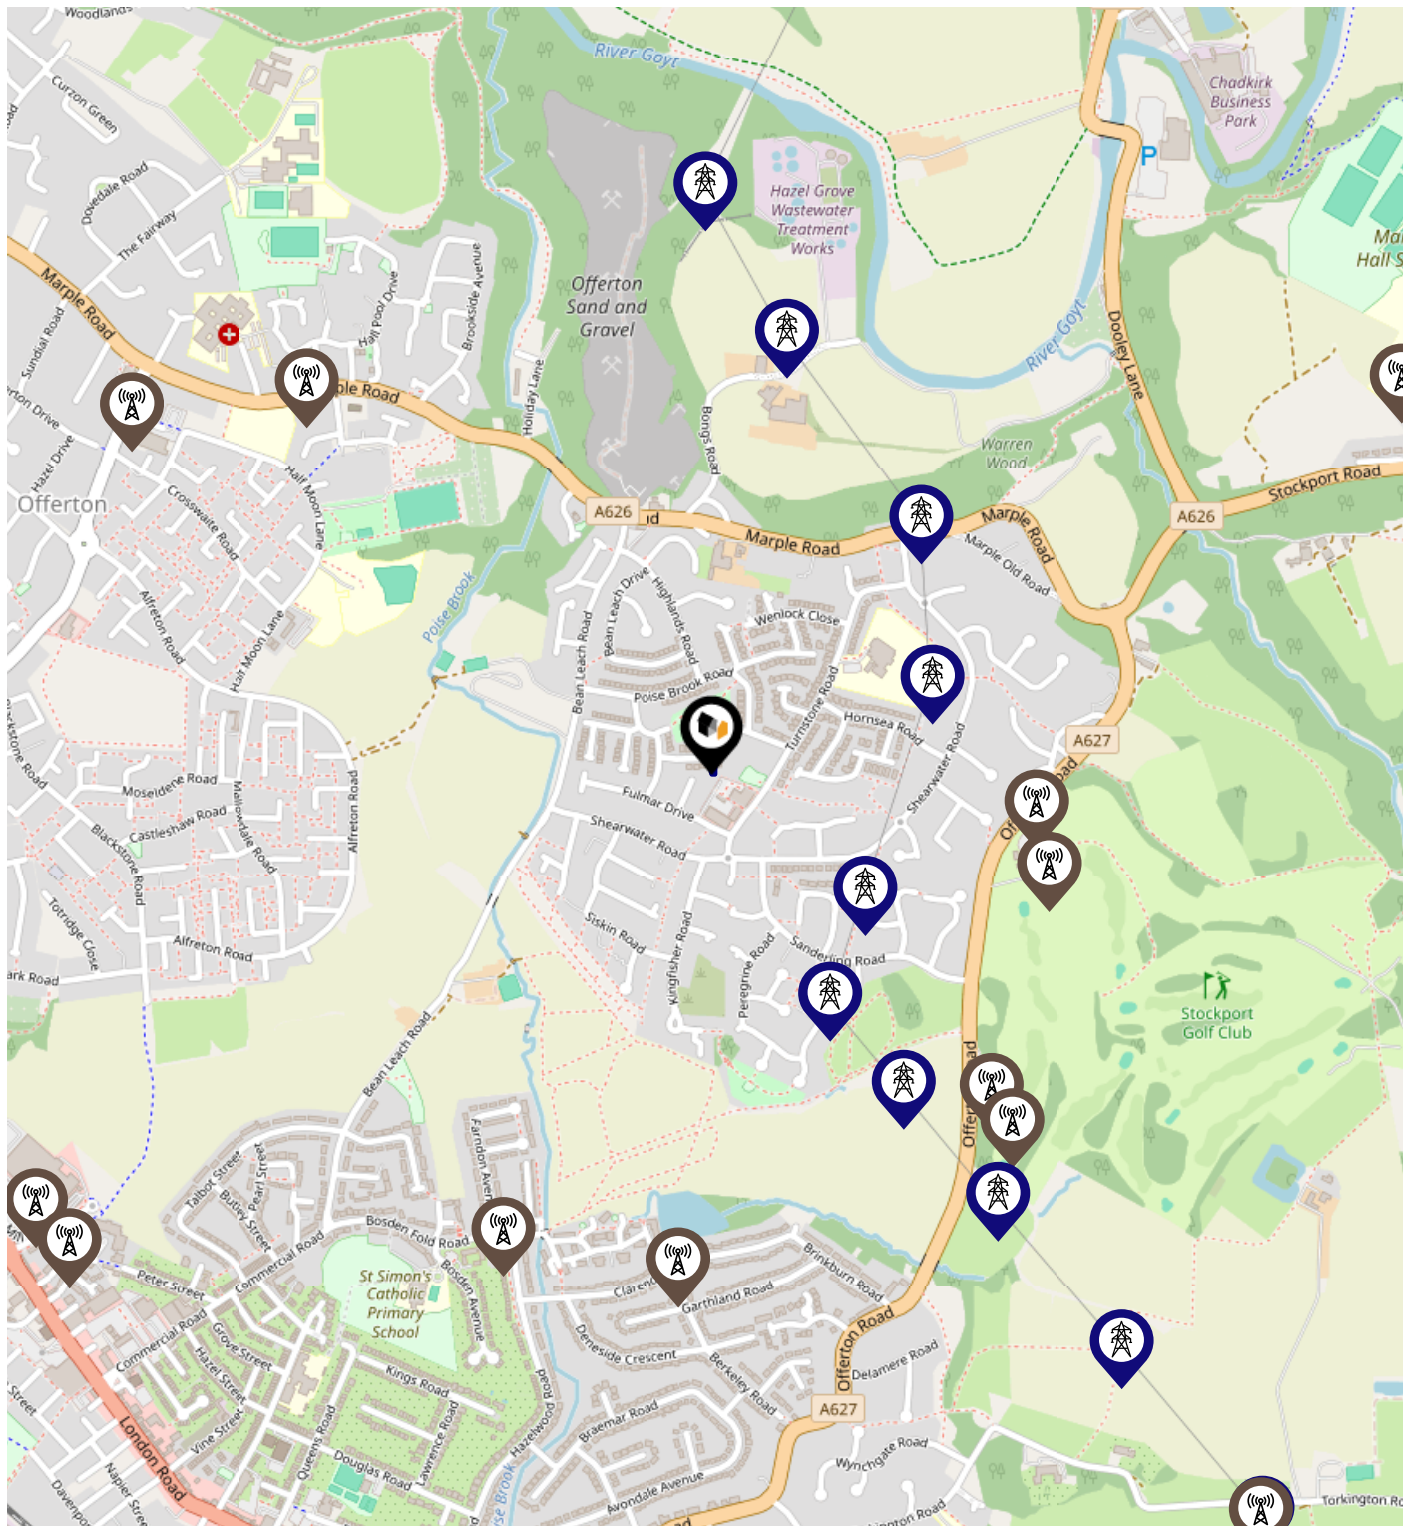 Woodlands
River Goyt
Curzon Green
Chadkirk
Business
Park
P
Dovedale Road
The Fairway
Hazel Grove
Wastewater
Treatment
Works
Hall Pool Drive
Brookside Avenue
Marple Road
Sundial Road
Offerton
Sand and
Gravel
River Goyt
Dooley Lane
Holiday Lane
Bongs Road
Hazel Drive
Offerton
Half Moon Lane
Crosswaite Road
Warren
Wood
Stockport Road
A626
A626
Marple Road
Marple Road
Marple Old Road
Poise Brook
Bean Leach Drive
Highlands Road
Wenlock Close
Bean Leach Road
Alfreton Road
Half Moon Lane
Poise Brook Road
Turnstone Road
Hornsea Road
Shearwater Road
A627
Blackstone Road
Moseldene Road
Castleshaw Road
Mallowdale Road
Alfreton Road
Blackstone Road
Fulmar Drive
Shearwater Road
Totridge Close
Alfreton Road
Siskin Road
Kingfisher Road
Peregrine Road
Sanderling Road
Stockport
Golf Club
Bean Leach Road
Talbot Street
Pearl Street
Butley Street
Commercial Road
Bosden Fold Road
Bosden Avenue
Peter Street
St Simon's
Catholic
Primary
School
Garthland Road
Brinkburn Road
Deneside Crescent
Berkeley Road
Offerton Road
Delamere Road
A627
Commercial Road
Grove Street
Hazel Street
Vine Street
Queens Road
Kings Road
Lawrence Road
Douglas Road
Hazelwood Road
Braemar Road
Avondale Avenue
Wynchgate Road
London Road
Napier Street